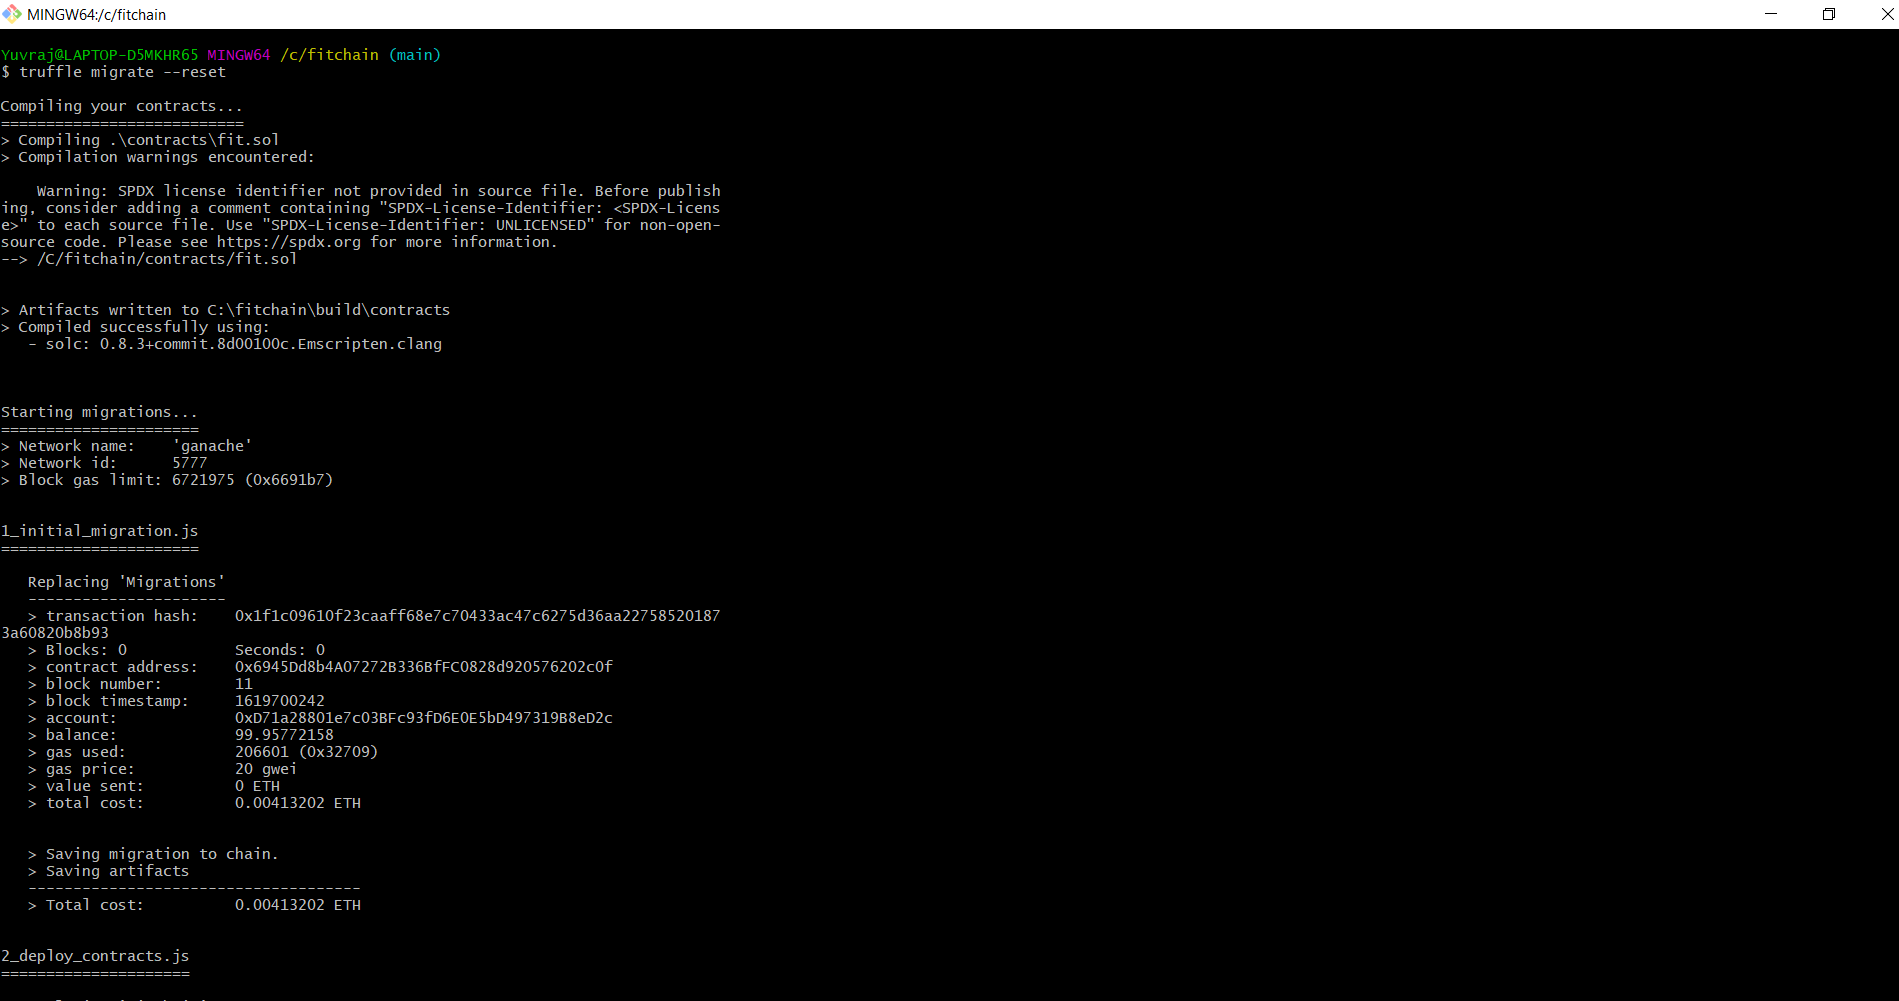 MINGW64:/c/fitchain
Yuvraj@LAPTOP-D5MKHR65 MINGW64 /c/fitchain (main)
$ truffle migrate --reset
Compiling your contracts...
===========================
> Compiling .\contracts\fit.sol
> Compilation warnings encountered:
Warning: SPDX license identifier not provided in source file. Before publish
ing, consider adding a comment containing "SPDX-License-Identifier: <SPDX-Licens
e>" to each source file. Use "SPDX-License-Identifier: UNLICENSED" for non-open-
source code. Please see https://spdx.org for more information.
--> /C/fitchain/contracts/fit.sol
> Artifacts written to C:\fitchain\build\contracts
> Compiled successfully using:
- solc: 0.8.3+commit.8d00100c.Emscripten.clang
Starting migrations...
======================
> Network name: 'ganache'
> Network id: 5777
> Block gas limit: 6721975 (0x6691b7)
1_initial_migration.js
======================
Replacing 'Migrations'
----------------------
> transaction hash: 0x1f1c09610f23caaff68e7c70433ac47c6275d36aa22758520187
3a60820b8b93
> Blocks: 0 Seconds: 0
> contract address: 0x6945Dd8b4A07272B336BfFC0828d920576202c0f
> block number: 11
> block timestamp: 1619700242
> account: 0xD71a28801e7c03BFc93fD6E0E5bD497319B8eD2c
> balance: 99.95772158
> gas used: 206601 (0x32709)
> gas price: 20 gwei
> value sent: 0 ETH
> total cost: 0.00413202 ETH
> Saving migration to chain.
> Saving artifacts
-------------------------------------
> Total cost: 0.00413202 ETH
2_deploy_contracts.js
=====================